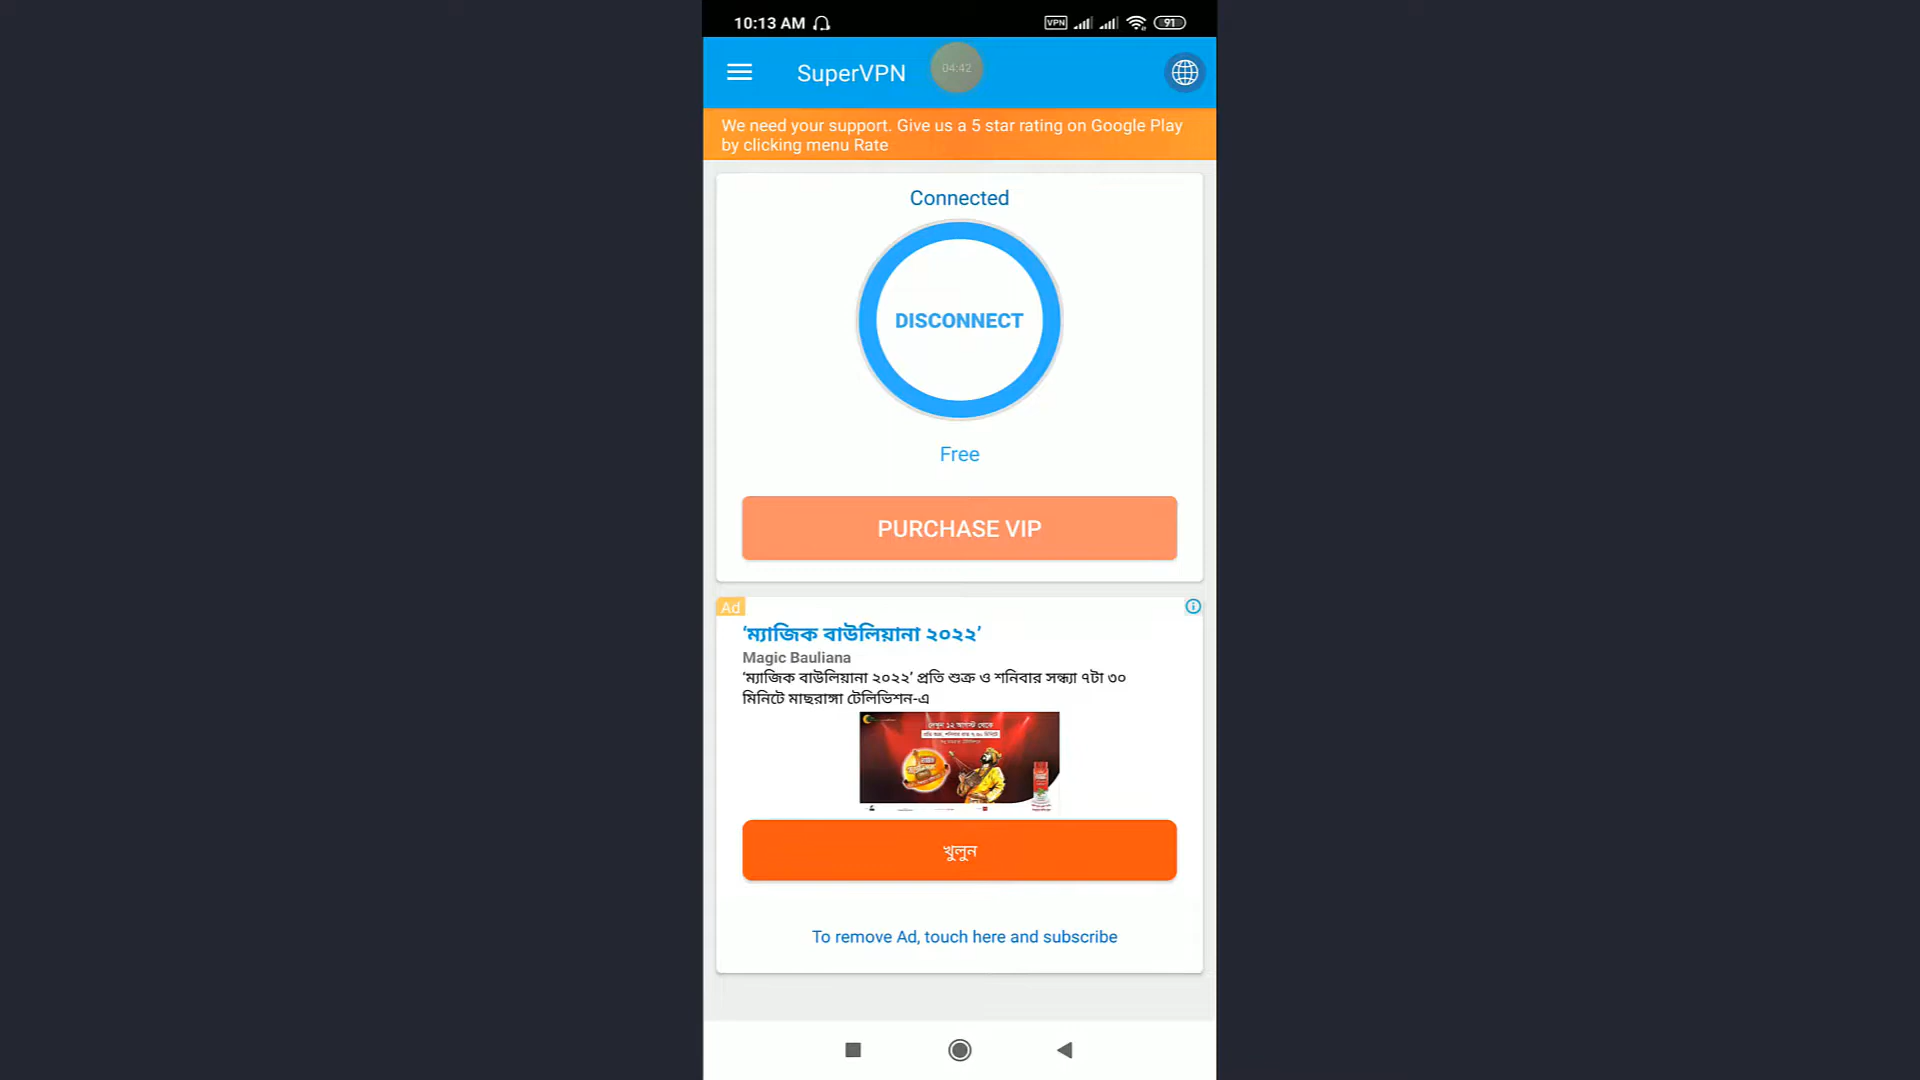 10:13 AM
VPN
91
SuperVPN
04:42
We need your support. Give us a 5 star rating on Google Play
by clicking menu Rate
Connected
DISCONNECT
Free
PURCHASE VIP
Ad
‘ম্যাজিক বাউলিয়ানা ২০২২’
Magic Bauliana
‘ম্যাজিক বাউলিয়ানা ২০২২’ প্রতি শুক্র ও শনিবার সন্ধ্যা ৭টা ৩০
মিনিটে মাছরাঙ্গা টেলিভিশন-এ
দেখুন ১২ আগস্ট থেকে
খুলুন
To remove Ad, touch here and subscribe